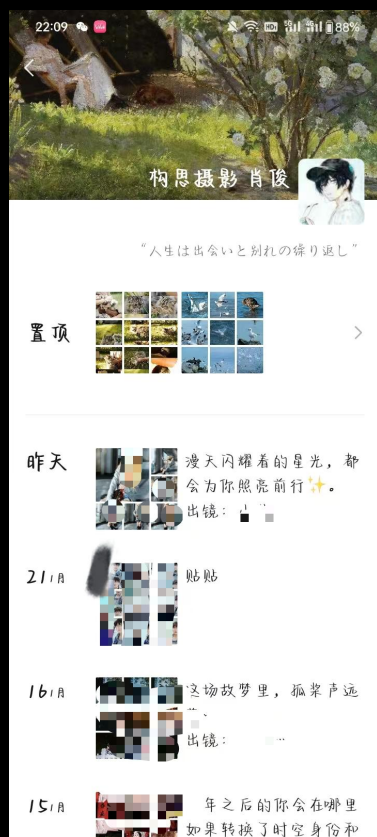 22:09
88%
构思摄影 肖俊
“人生は出会いと別れの繰り返し”
置顶
昨天
漫天闪耀着的星光，都
会为你照亮前行✨。
出镜：
21 1月
贴贴
16 1月
这场故梦里，孤桨声远
出镜：
15 1月
年之后的你会在哪里
如果转换了时空身份和